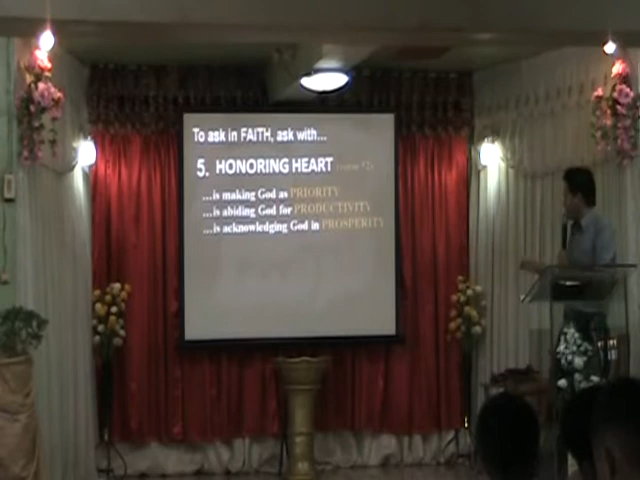 To ask in FAITH, ask with...
5. HONORING HEART
...is making God as PRIORITY
...is abiding God for PRODUCTIVITY
...is acknowledging God in PROSPERITY